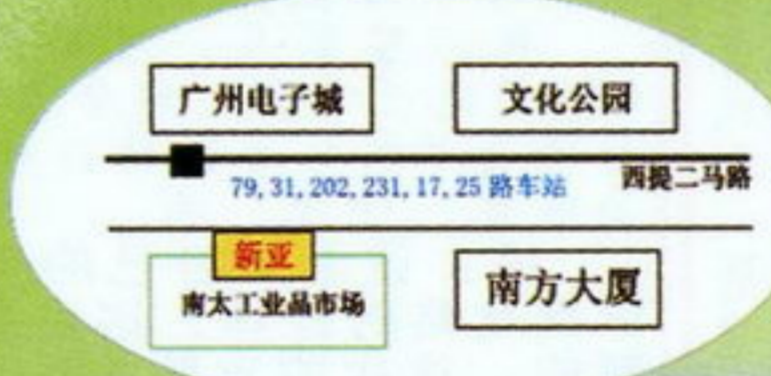 广州电子城
文化公园
79,31,202,231,17,25 路车站
西提二马路
新亚
南太工业品市场
南方大厦